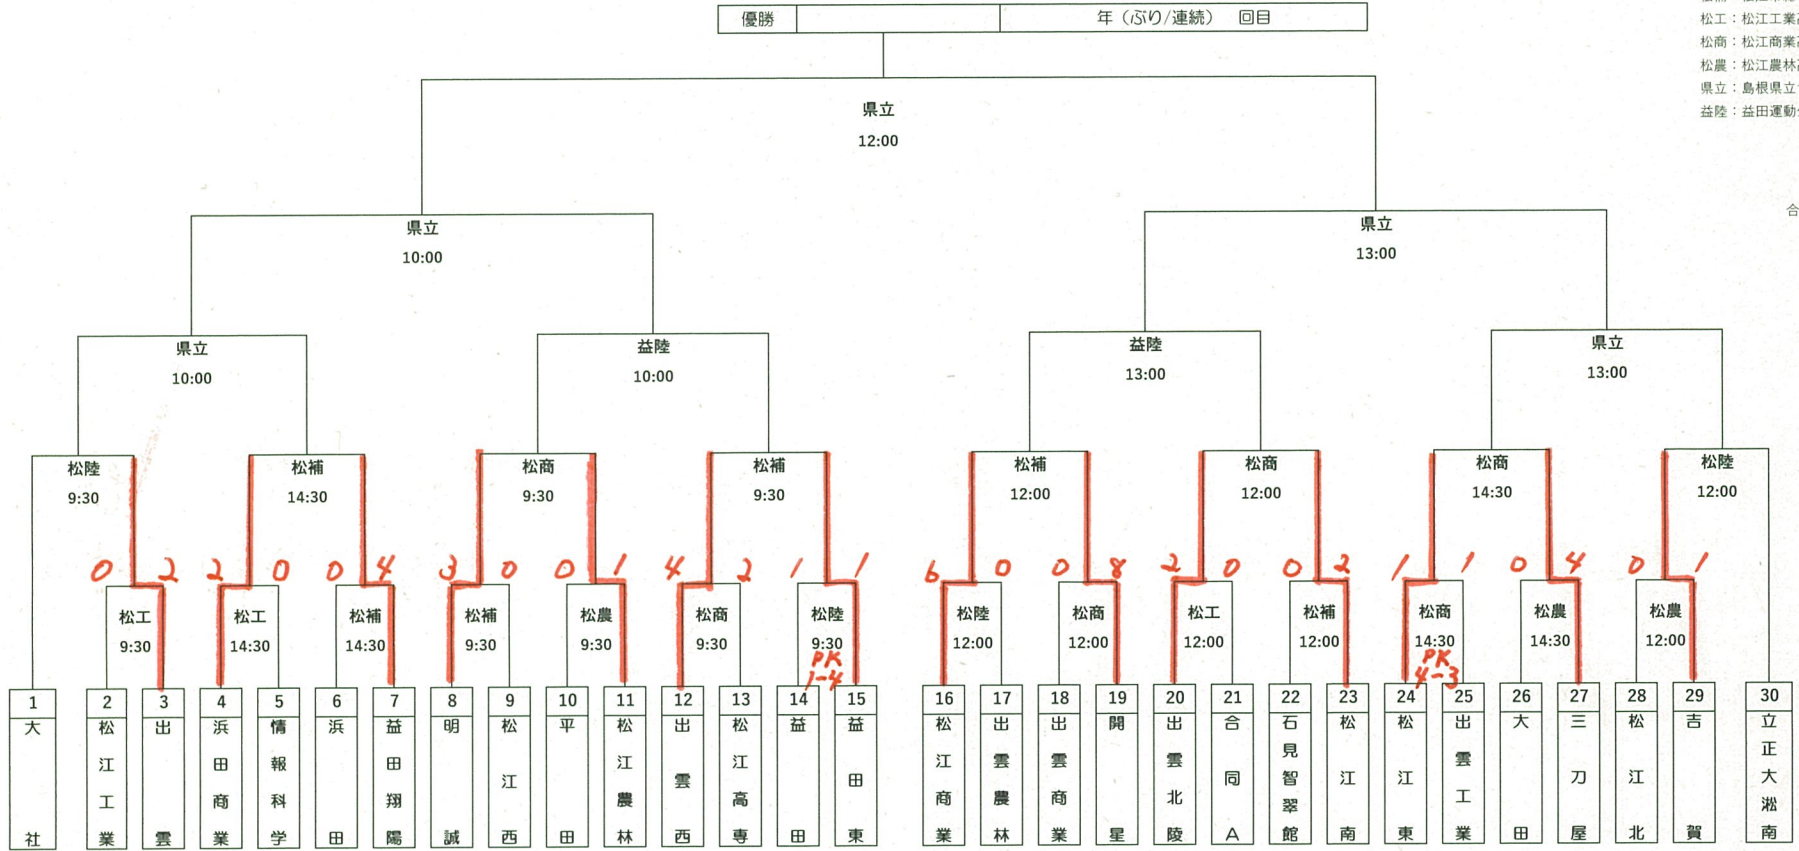 優勝 年（ぶり/連続） 回目
松工：松江工業
松商：松江商業
松農：松江農林
県立：島根県立
益陸：益田運動
合
県立
12:00
県立 県立
10:00 13:00
県立 益陸 益陸 県立
10:00 10:00 13:00 13:00
松陸 松補 松商 松補 松補 松商 松商 松陸
9:30 14:30 9:30 9:30 12:00 12:00 14:30 12:00
0 2 2 0 0 4 3 0 0 1 4 2 1 1 6 0 0 8 2 0 0 2 1 1 0 4 0 1
松工 松工 松補 松補 松農 松商 松陸 松陸 松商 松工 松補 松商 松農 松農
9:30 14:30 14:30 9:30 9:30 9:30 9:30 12:00 12:00 12:00 12:00 14:30 14:30 12:00
PK PK
1-4 4-3
1 2 3 4 5 6 7 8 9 10 11 12 13 14 15 16 17 18 19 20 21 22 23 24 25 26 27 28 29 30
大社
松江工業
出雲
浜田商業
情報科学
浜田
益田翔陽
明誠
松江西
平田
松江農林
出雲西
松江高専
益田
益田東
松江商業
出雲農林
出雲商業
開星
出雲北陵
合同A
石見智翠館
松江南
松江東
出雲工業
大田
三刀屋
松江北
吉賀
立正大淞南